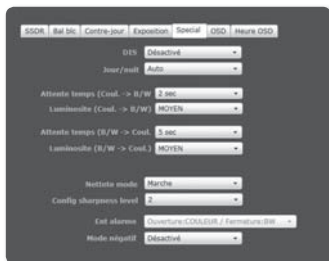 SSDR Bal blc Contre-jour Exposition Special OSD Heure OSD
DIS Désactivé
Jour/nuit Auto
Attente temps (Coul. -> B/W 2 sec
Luminosite (Coul. -> B/W) MOYEN
Attente temps (B/W -> Coul. 5 sec
Luminosite (B/W -> Coul.) MOYEN
Nettote mode Marche
Config sharpness level 2
Ent alarme Ouverture:COULEUR / Fermeture:BW
Mode négatif Désactivé